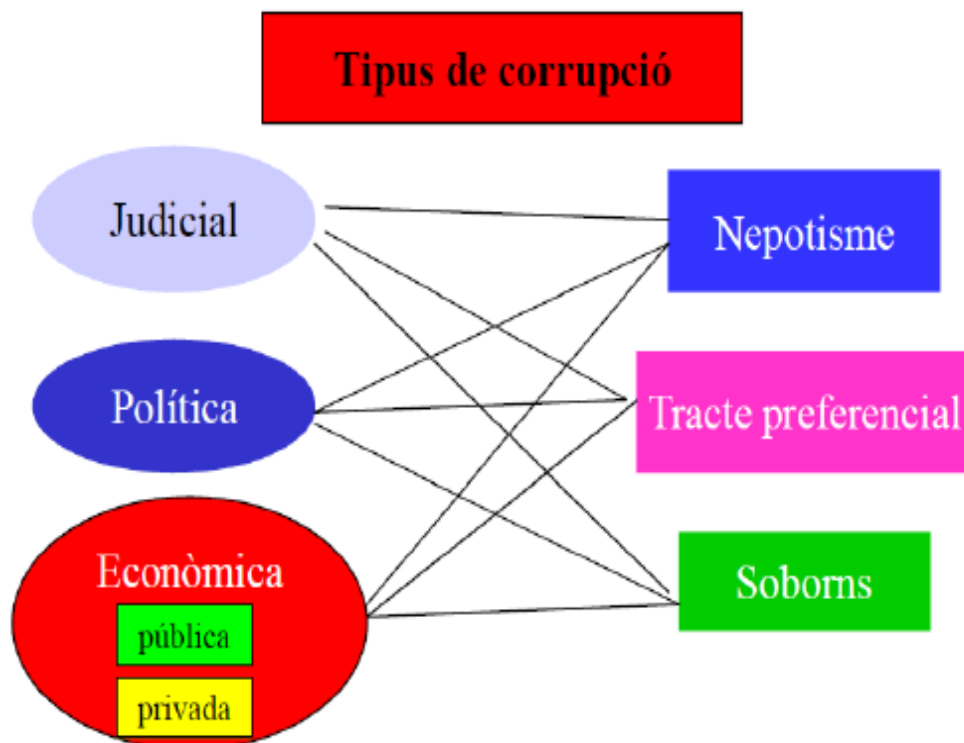 Tipus de corrupció
Judicial
Nepotisme
Política
Tracte preferencial
Econòmica
pública
privada
Soborns